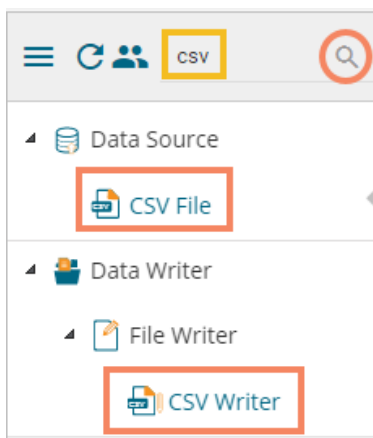 csv
Data Source
CSV File
Data Writer
File Writer
CSV Writer